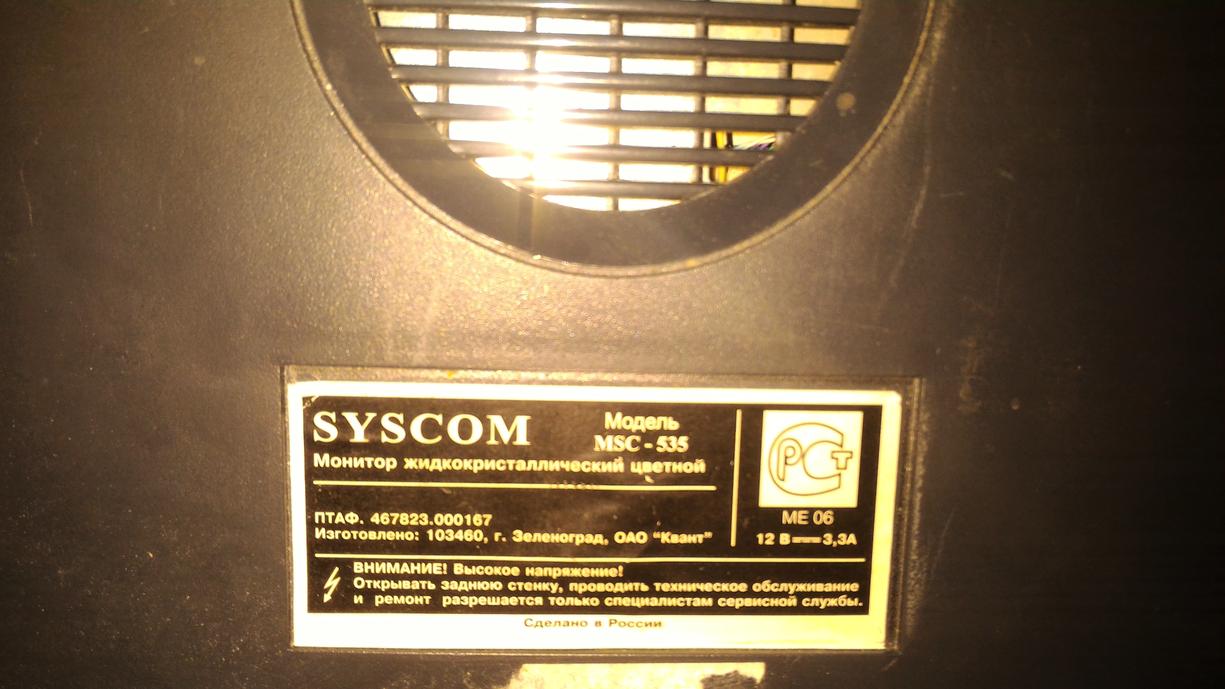 SYSCOM
Модель
MSC - 535
Монитор жидкокристаллический цветной
ПТАФ. 467823.000167
Изготовлено: 103460, г. Зеленоград, ОАО "Квант"
РСТ
МЕ 06
12 В 3,3А
ВНИМАНИЕ! Высокое напряжение!
Открывать заднюю стенку, проводить техническое обслуживание
и ремонт разрешается только специалистам сервисной службы.
Сделано в России